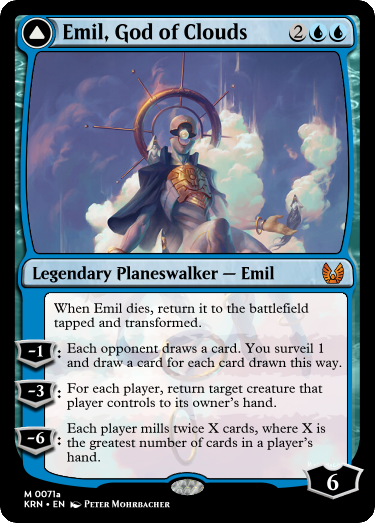 Emil, God of Clouds 2
Legendary Planeswalker — Emil
When Emil dies, return it to the battlefield
tapped and transformed.
-1: Each opponent draws a card. You surveil 1
and draw a card for each card drawn this way.
-3: For each player, return target creature that
player controls to its owner's hand.
-6: Each player mills twice X cards, where X is
the greatest number of cards in a player's
hand.
6
M 0071a
KRN • EN Peter Mohrbacher